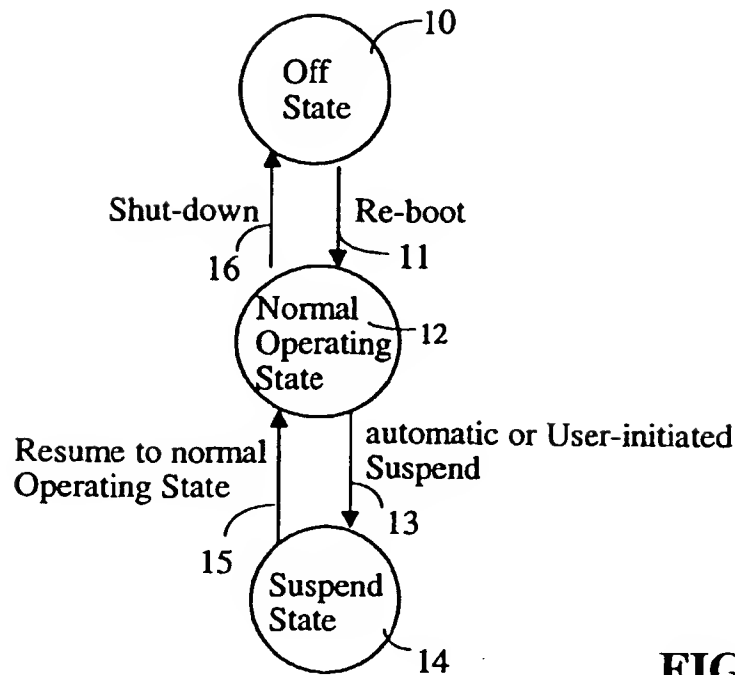 10
Off
State
Shut-down
Re-boot
16
11
Normal
Operating
State
12
Resume to normal
Operating State
automatic or User-initiated
Suspend
15
13
Suspend
State
14
FIG